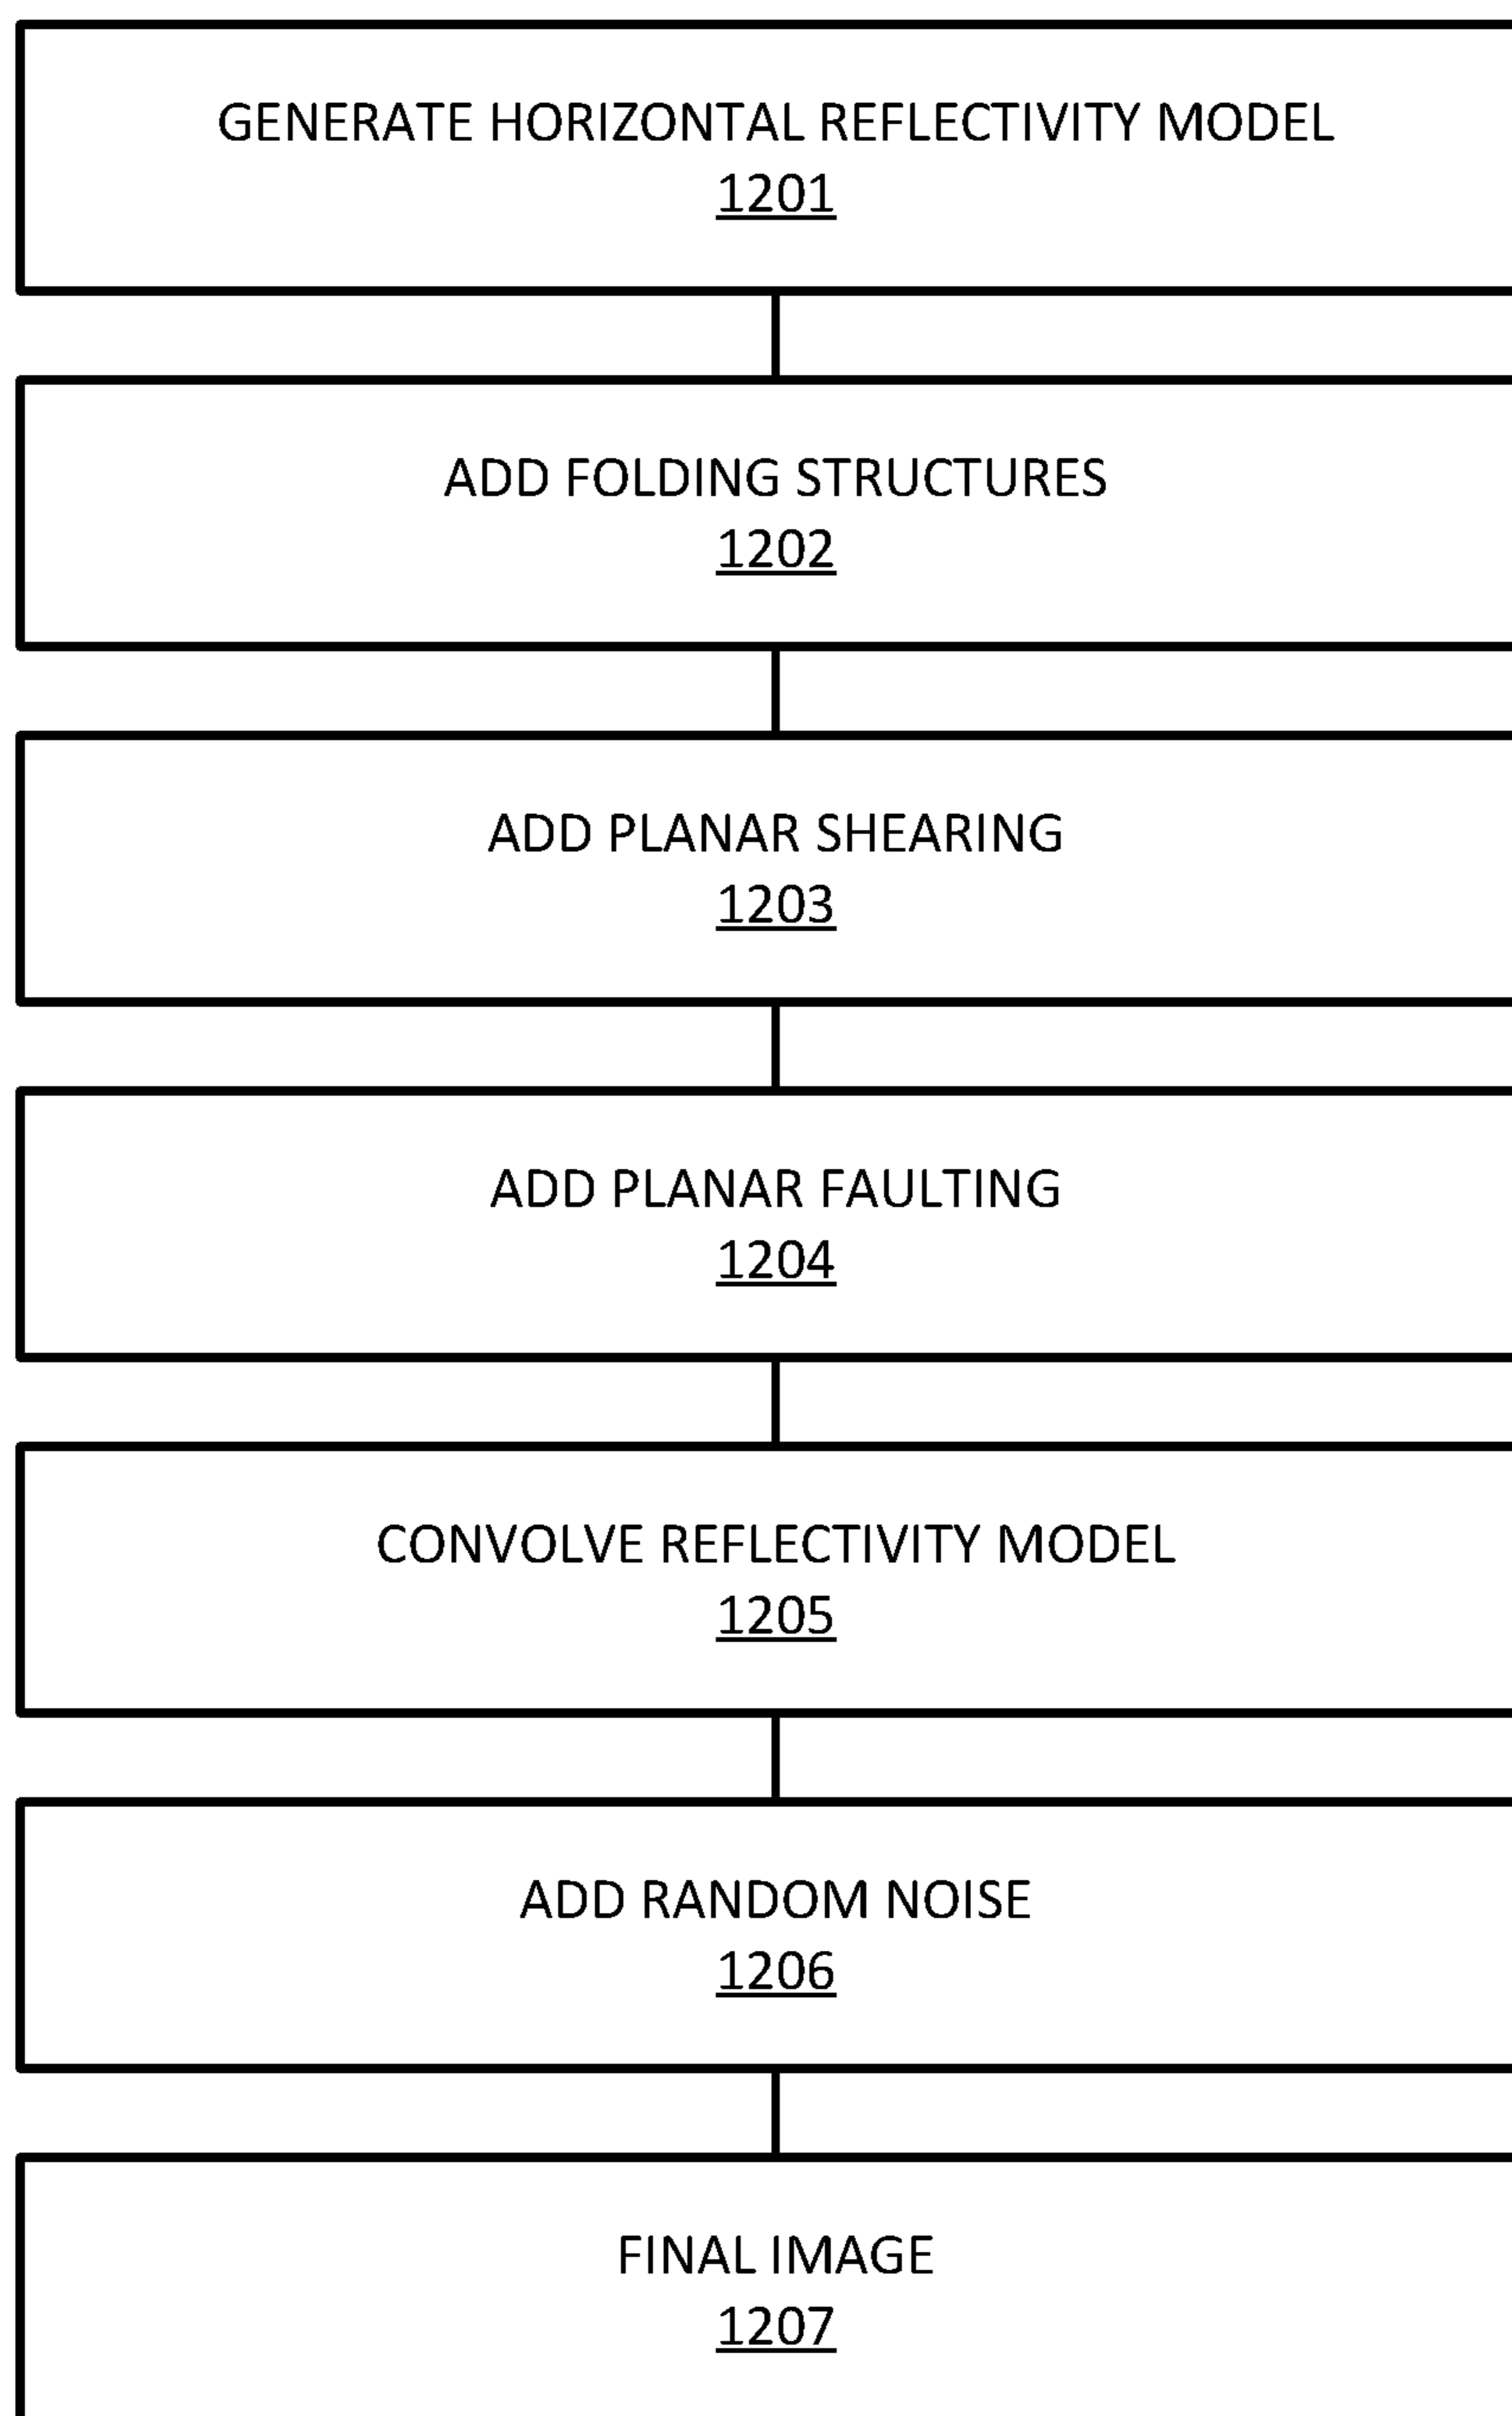 GENERATE HORIZONTAL REFLECTIVITY MODEL
1201
ADD FOLDING STRUCTURES
1202
ADD PLANAR SHEARING
1203
ADD PLANAR FAULTING
1204
CONVOLVE REFLECTIVITY MODEL
1205
ADD RANDOM NOISE
1206
FINAL IMAGE
1207